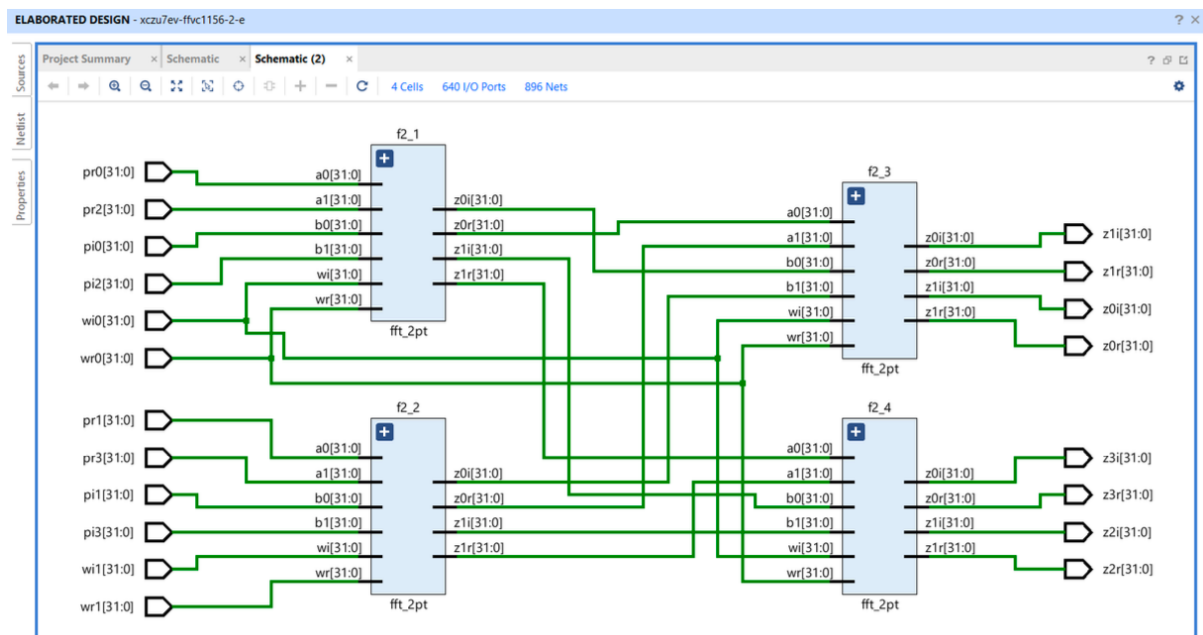 ELABORATED DESIGN - xczu7ev-ffvc1156-2-e
Sources
Netlist
Properties
Project Summary
Schematic
Schematic (2)
4 Cells
640 I/O Ports
896 Nets
pr0[31:0]
pr2[31:0]
pi0[31:0]
pi2[31:0]
wi0[31:0]
wr0[31:0]
f2_1
a0[31:0]
a1[31:0]
b0[31:0]
b1[31:0]
wi[31:0]
wr[31:0]
z0i[31:0]
z0r[31:0]
z1i[31:0]
z1r[31:0]
fft_2pt
f2_3
a0[31:0]
a1[31:0]
b0[31:0]
b1[31:0]
wi[31:0]
wr[31:0]
z0i[31:0]
z0r[31:0]
z1i[31:0]
z1r[31:0]
fft_2pt
z1i[31:0]
z1r[31:0]
z0i[31:0]
z0r[31:0]
pr1[31:0]
pr3[31:0]
pi1[31:0]
pi3[31:0]
wi1[31:0]
wr1[31:0]
f2_2
a0[31:0]
a1[31:0]
b0[31:0]
b1[31:0]
wi[31:0]
wr[31:0]
z0i[31:0]
z0r[31:0]
z1i[31:0]
z1r[31:0]
fft_2pt
f2_4
a0[31:0]
a1[31:0]
b0[31:0]
b1[31:0]
wi[31:0]
wr[31:0]
z0i[31:0]
z0r[31:0]
z1i[31:0]
z1r[31:0]
fft_2pt
z3i[31:0]
z3r[31:0]
z2i[31:0]
z2r[31:0]